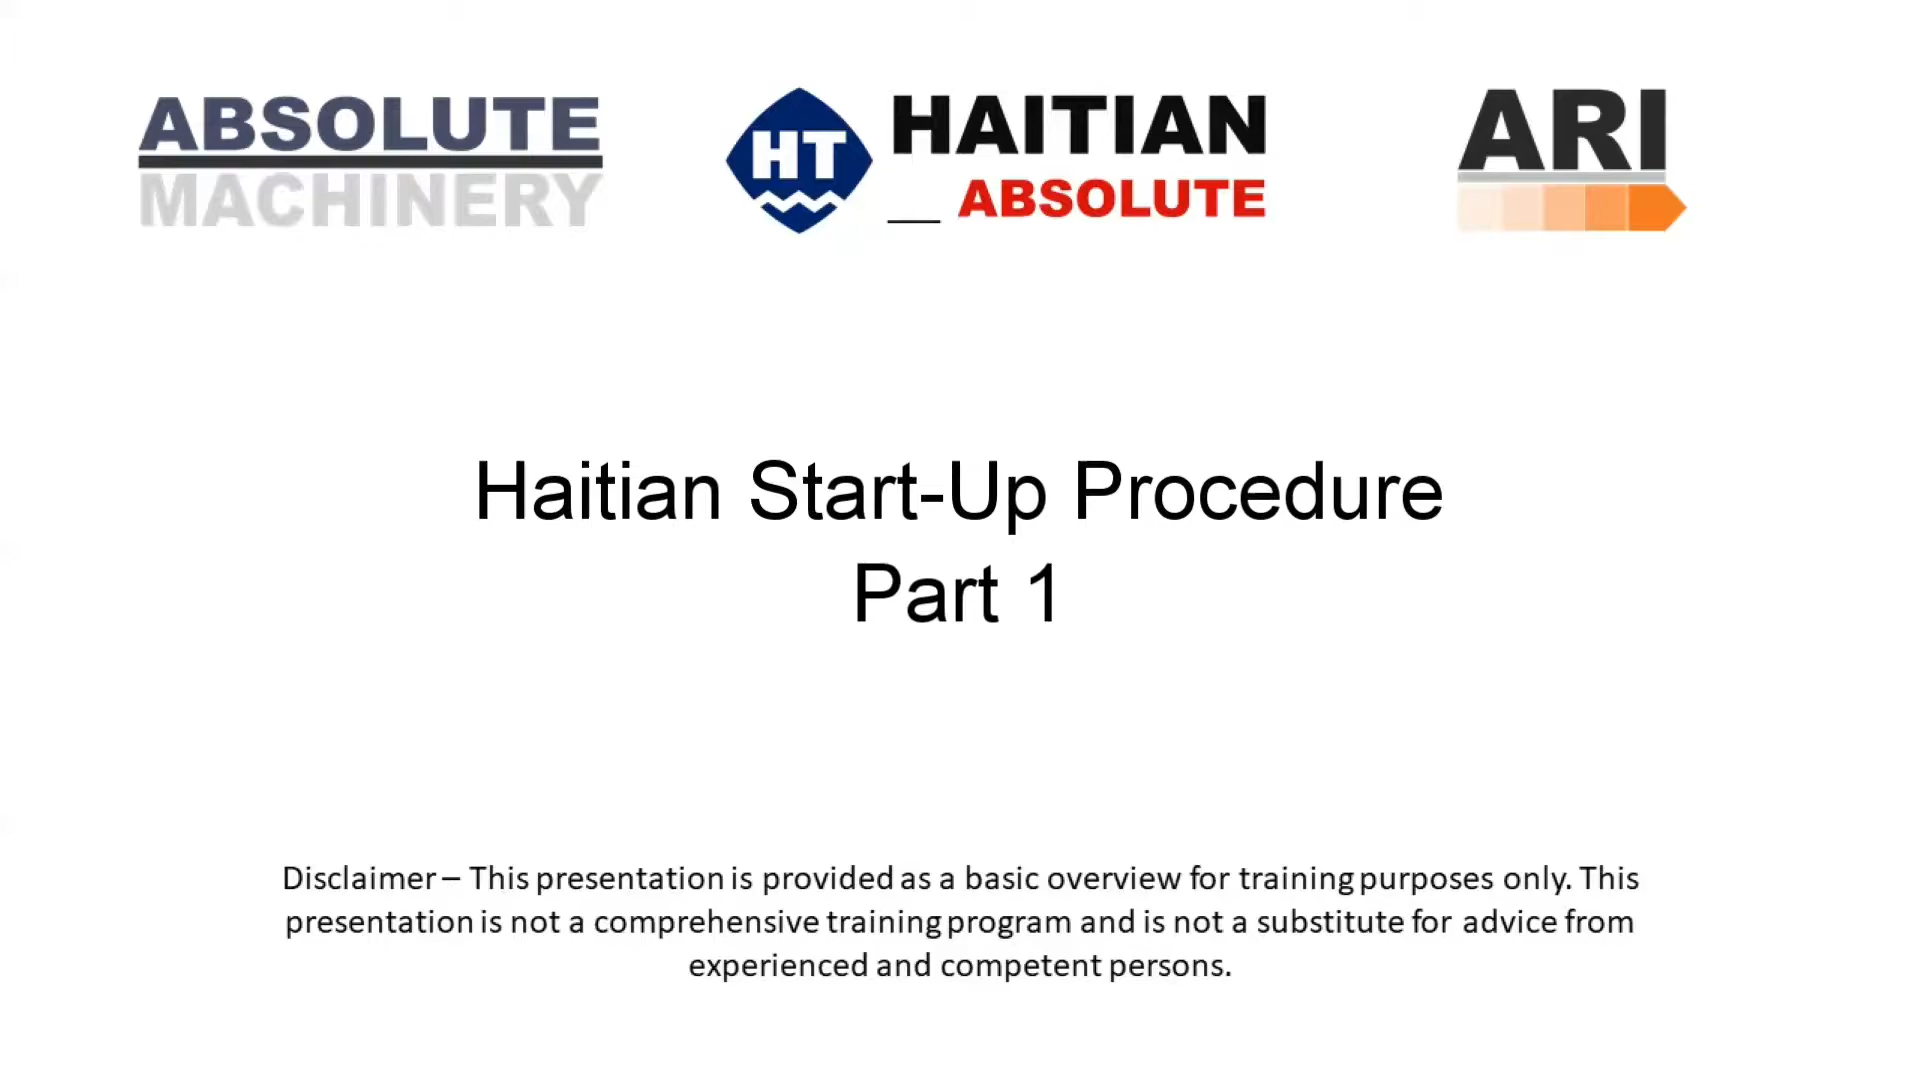 ABSOLUTE
MACHINERY
HT
HAITIAN
ABSOLUTE
ARI
Haitian Start-Up Procedure
Part 1
Disclaimer – This presentation is provided as a basic overview for training purposes only. This
presentation is not a comprehensive training program and is not a substitute for advice from
experienced and competent persons.